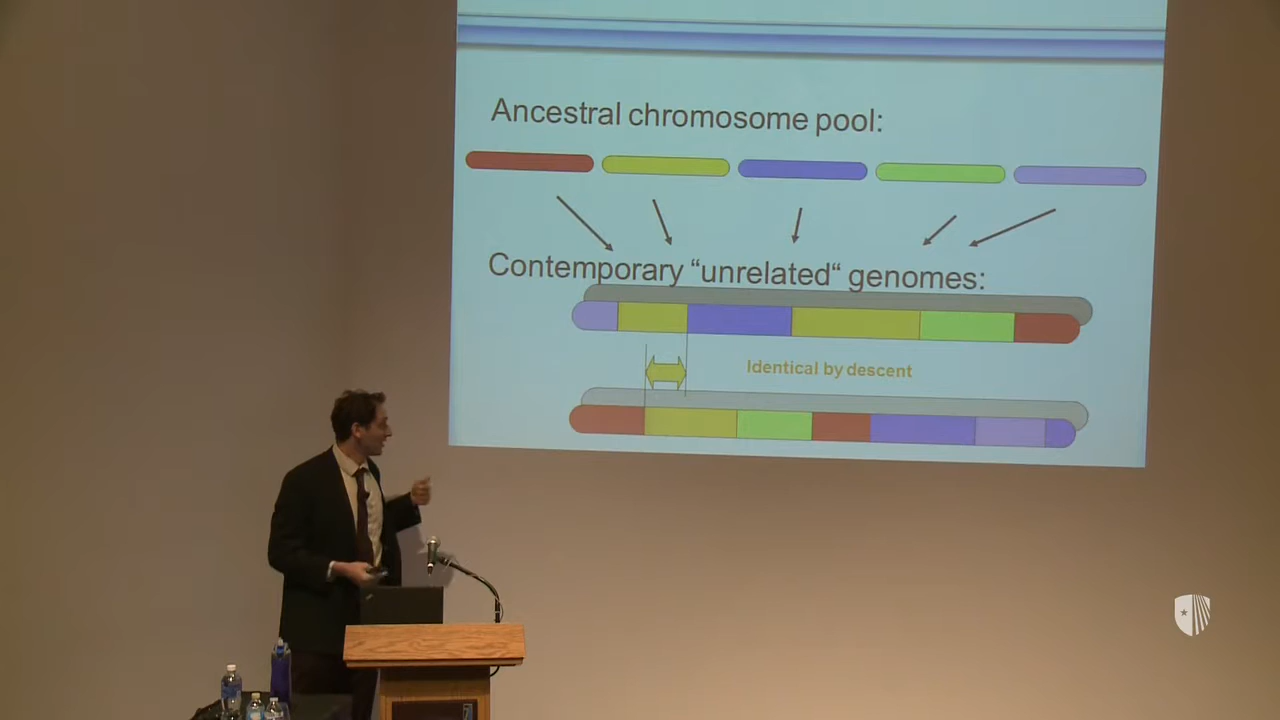 Ancestral chromosome pool:
Contemporary “unrelated“ genomes:
Identical by descent